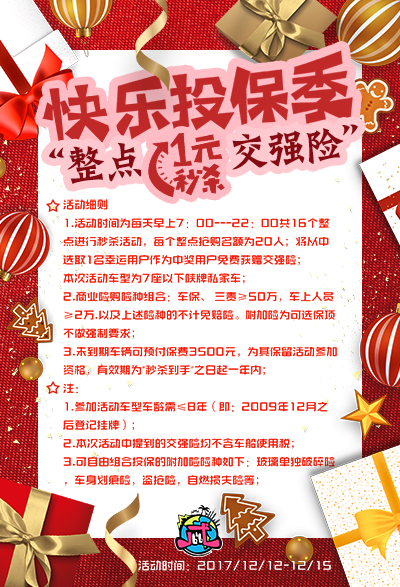 快乐投保季
“整点1元秒杀交强险”
活动细则
1.活动时间为每天早上7：00---22：00共16个整
点进行秒杀活动，每个整点抢购名额为20人；将从中
选取1名幸运用户作为中奖用户免费获赠交强险；
本次活动车型为7座以下陕牌私家车；
2.商业险购险种组合：车保、三责≥50万，车上人员
≥2万.以及上述险种的不计免赔险。附加险为可选保项
不做强制要求；
3.未到期车辆可预付保费3500元，为其保留活动参加
资格，有效期为“秒杀到手”之日起一年内；
注：
1.参加活动车型车龄需≤8年（即：2009年12月之
后登记挂牌）；
2.本次活动中提到的交强险均不含车船使用税；
3.可自由组合投保的附加险险种如下：玻璃单独破碎险
，车身划痕险，盗抢险，自燃损失险等；
活动时间：2017/12/12-12/15